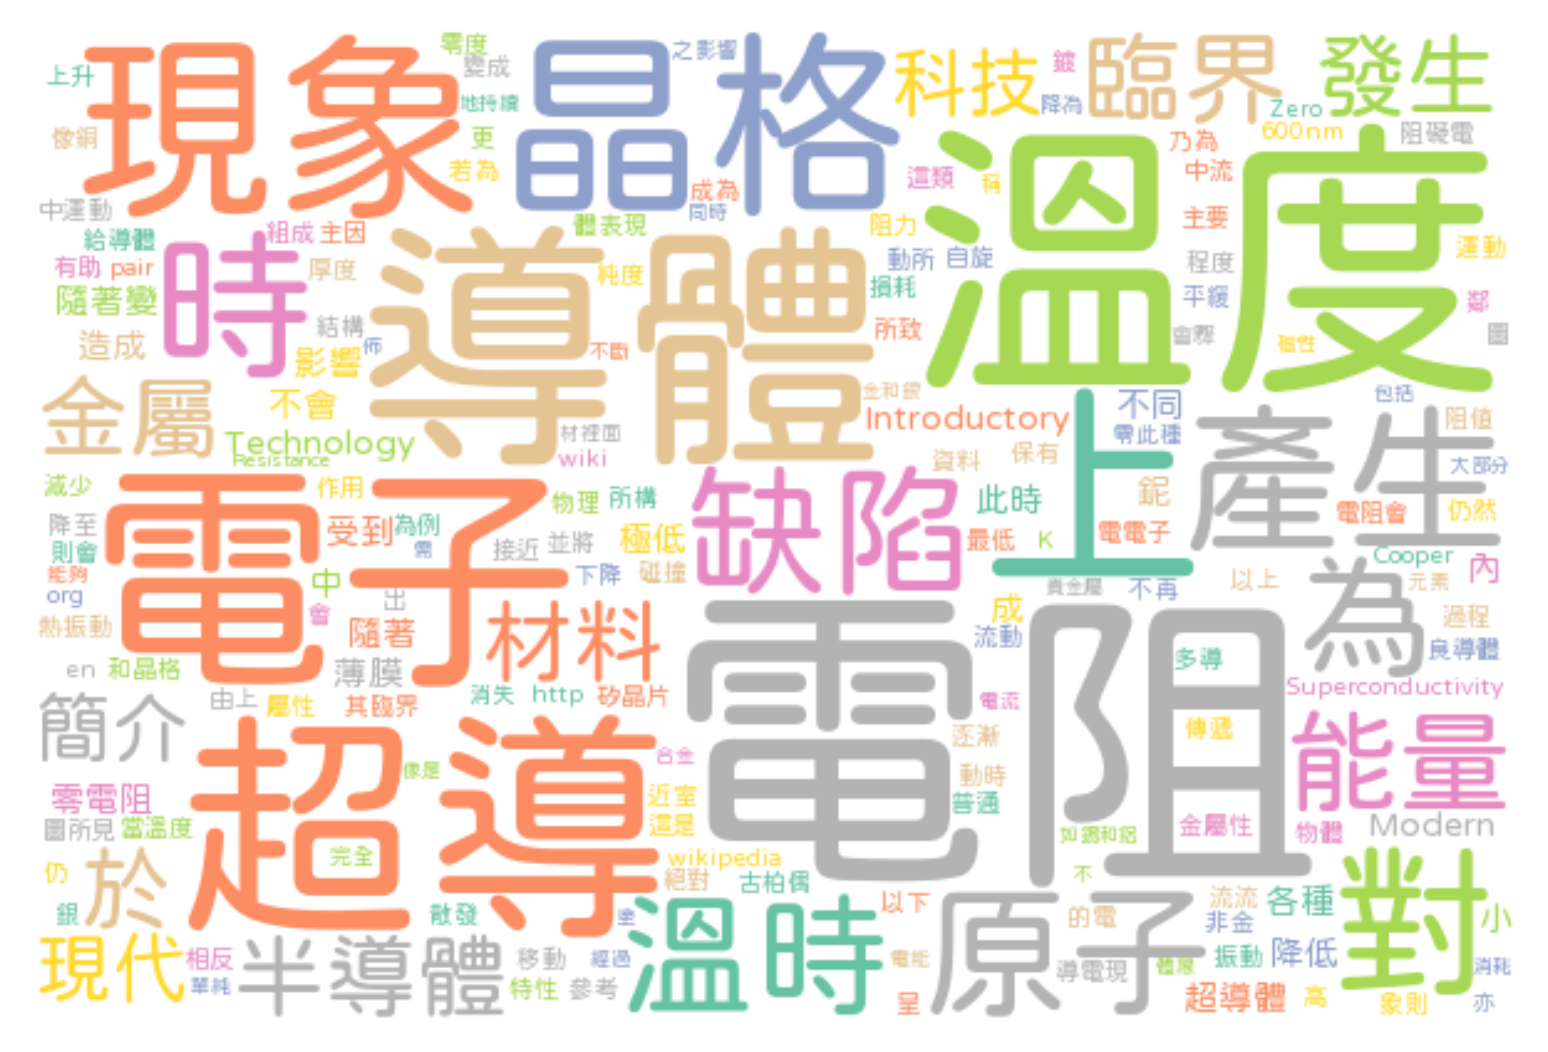 零度
之影響
上升
現象
變成
晶格
科技
鍍
臨界
發生
地持續
降為
Zero
像銅
更
600nm
阻礙電
溫度
乃為
若為
這類
稱
中流
成為
中運動
同時
主要
給導體
組成
主因
體表現
阻力
時
導體
動所
自旋
運動
有助
pair
厚度
純度
程度
損耗
平緩
隨著變
鄰
結構
所致
圖
造成
影響
佈
不斷
磁性
金屬
不會
金和銀
包括
Introductory
不同
上
產生
阻值
Technology
材裡面
零此種
Resistance
wiki
資料
保有
大部分
電子
減少
作用
物理
所構
缺陷
此時
鈮
電阻會
仍然
降至
受到
為例
極低
最低
K
電電子
則會
需
接近
並將
Cooper
能夠
中
下降
碰撞
以上
內
為
元素
org
出
貴金屬
不再
會
成
熱振動
隨著
材料
電阻
流動
過程
良導體
en
和晶格
薄膜
多導
消失
http
矽晶片
Superconductivity
簡介
由上
屬性
其臨界
電流
能量
超導
逐漸
傳遞
合金
像是
動時
零電阻
近室
普通
圖所見
當溫度
這是
如錫和鋁
金屬性
物體
Modern
仍
於
完全
wikipedia
絕對
古柏偶
不
對
銀
散發
溫時
以下
原子
的電
流流
各種
非金
小
現代
相反
半導體
移動
經過
電能
導電現
振動
降低
消耗
單純
特性
參考
呈
超導體
高
象則
亦